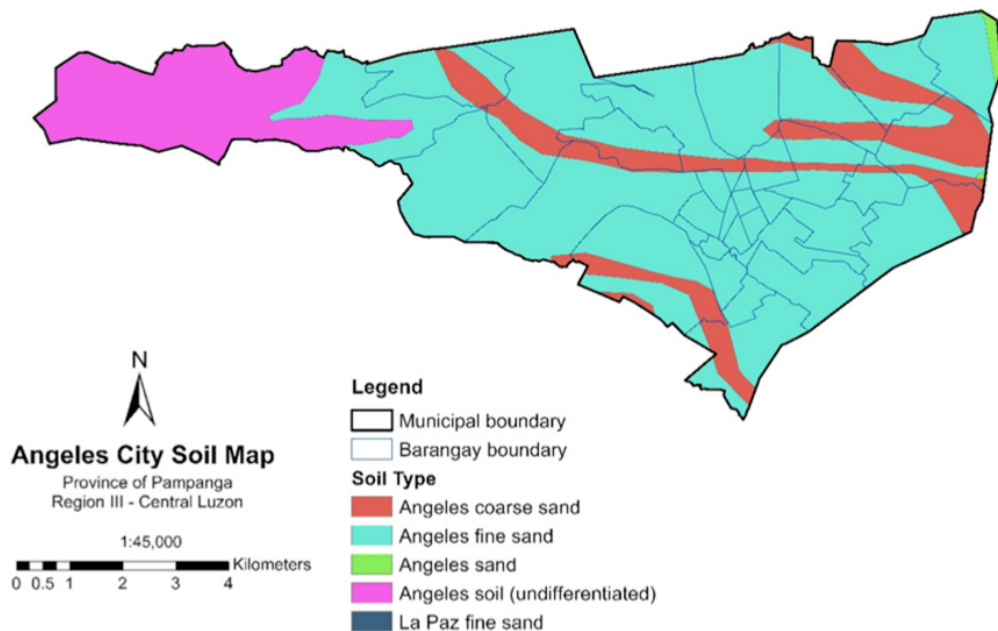 N
Angeles City Soil Map
Province of Pampanga
Region III - Central Luzon
1:45,000
Kilometers
0 0.5 1 2 3 4
Legend
Municipal boundary
Barangay boundary
Soil Type
Angeles coarse sand
Angeles fine sand
Angeles sand
Angeles soil (undifferentiated)
La Paz fine sand